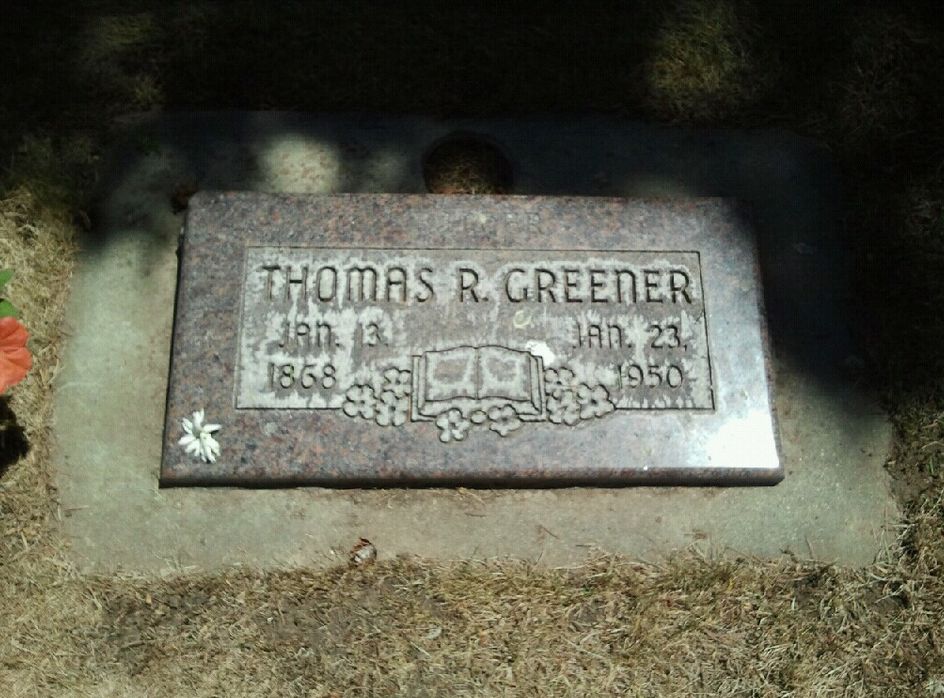 THOMAS R. GREENER
JAN. 13, JAN. 23,
1868 1950